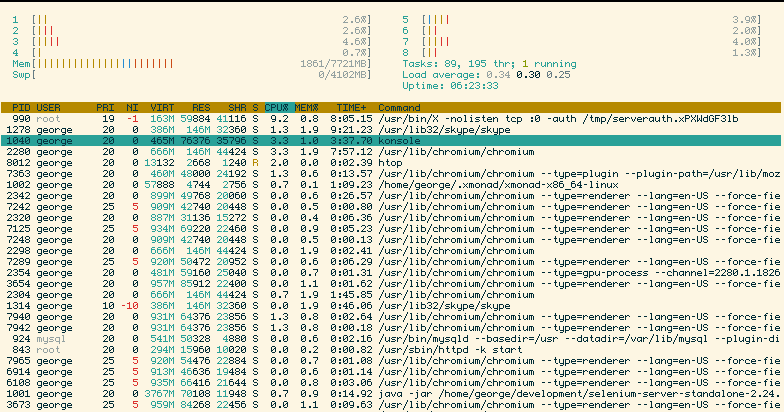 1 [|| 2.6%] 5 [|||| 3.9%]
2 [||| 2.6%] 6 [|| 2.0%]
3 [|||| 4.6%] 7 [|||| 4.0%]
4 [| 0.7%] 8 [|| 1.3%]
Mem[||||||||||||||||||||||| 1861/7721MB] Tasks: 89, 195 thr; 1 running
Swp[ 0/4102MB] Load average: 0.34 0.30 0.25
Uptime: 06:23:33
PID USER PRI NI VIRT RES SHR S CPU% MEM% TIME+ Command
990 root 19 -1 163M 59884 41116 S 9.2 0.8 8:05.15 /usr/bin/X -nolisten tcp :0 -auth /tmp/serverauth.xPXWdGF3lb
1278 george 20 0 386M 146M 32360 S 1.3 1.9 3:29.71 /usr/lib32/skype/skype
1040 george 20 0 465M 76376 35796 S 3.3 1.0 3:37.70 konsole
2280 george 20 0 666M 146M 44424 S 3.3 1.9 7:57.12 /usr/lib/chromium/chromium
8012 george 20 0 13132 2668 1240 R 2.0 0.0 0:02.39 htop
7363 george 20 0 460M 48000 24192 S 1.3 0.6 0:13.57 /usr/lib/chromium/chromium --type=plugin --plugin-path=/usr/lib/moz
1002 george 20 0 57888 4744 2756 S 0.7 0.1 1:09.23 /home/george/.xmonad/xmonad-x86_64-linux
2342 george 20 0 899M 49768 20060 S 0.0 0.6 0:26.57 /usr/lib/chromium/chromium --type=renderer --lang=en-US --force-fie
7242 george 25 5 909M 42740 20448 S 0.0 0.5 0:00.80 /usr/lib/chromium/chromium --type=renderer --lang=en-US --force-fie
2320 george 20 0 887M 31136 15272 S 0.0 0.4 0:06.36 /usr/lib/chromium/chromium --type=renderer --lang=en-US --force-fie
7125 george 25 5 934M 69220 22460 S 0.0 0.9 0:05.23 /usr/lib/chromium/chromium --type=renderer --lang=en-US --force-fie
7248 george 20 0 909M 42740 20448 S 0.0 0.5 0:00.13 /usr/lib/chromium/chromium --type=renderer --lang=en-US --force-fie
2298 george 20 0 666M 146M 44424 S 0.0 1.9 0:02.41 /usr/lib/chromium/chromium
7289 george 25 5 920M 50472 20952 S 0.0 0.6 0:06.29 /usr/lib/chromium/chromium --type=renderer --lang=en-US --force-fie
2354 george 20 0 481M 59160 25040 S 0.0 0.7 0:01.31 /usr/lib/chromium/chromium --type=gpu-process --channel=2280.1.1826
3654 george 20 0 957M 85912 22400 S 0.0 1.1 0:01.62 /usr/lib/chromium/chromium --type=renderer --lang=en-US --force-fie
2304 george 20 0 666M 146M 44424 S 0.7 1.9 1:45.85 /usr/lib/chromium/chromium
1314 george 10 -10 386M 146M 32360 S 0.0 1.9 0:46.06 /usr/lib32/skype/skype
7940 george 20 0 931M 64376 23856 S 1.3 0.8 0:02.64 /usr/lib/chromium/chromium --type=renderer --lang=en-US --force-fie
7942 george 20 0 931M 64376 23856 S 1.3 0.8 0:00.18 /usr/lib/chromium/chromium --type=renderer --lang=en-US --force-fie
924 mysql 20 0 541M 50328 4880 S 0.0 0.6 0:02.16 /usr/bin/mysqld --basedir=/usr --datadir=/var/lib/mysql --plugin-di
843 root 20 0 294M 15960 10020 S 0.0 0.2 0:00.82 /usr/sbin/httpd -k start
7965 george 25 5 920M 54476 22884 S 0.0 0.7 0:01.08 /usr/lib/chromium/chromium --type=renderer --lang=en-US --force-fie
6914 george 25 5 913M 46636 19484 S 0.0 0.6 0:01.14 /usr/lib/chromium/chromium --type=renderer --lang=en-US --force-fie
6108 george 25 5 935M 66416 21644 S 0.0 0.8 0:03.06 /usr/lib/chromium/chromium --type=renderer --lang=en-US --force-fie
1001 george 20 0 3767M 70108 11948 S 0.7 0.9 0:14.92 java -jar /home/george/development/selenium-server-standalone-2.28
3673 george 25 5 959M 84268 22456 S 0.0 1.1 0:09.63 /usr/lib/chromium/chromium --type=renderer --lang=en-US --force-fie